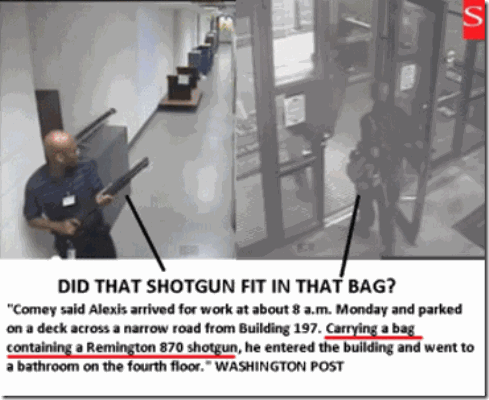 S
DID THAT SHOTGUN FIT IN THAT BAG?
"Comey said Alexis arrived for work at about 8 a.m. Monday and parked
on a deck across a narrow road from Building 197. Carrying a bag
containing a Remington 870 shotgun, he entered the building and went to
a bathroom on the fourth floor." WASHINGTON POST